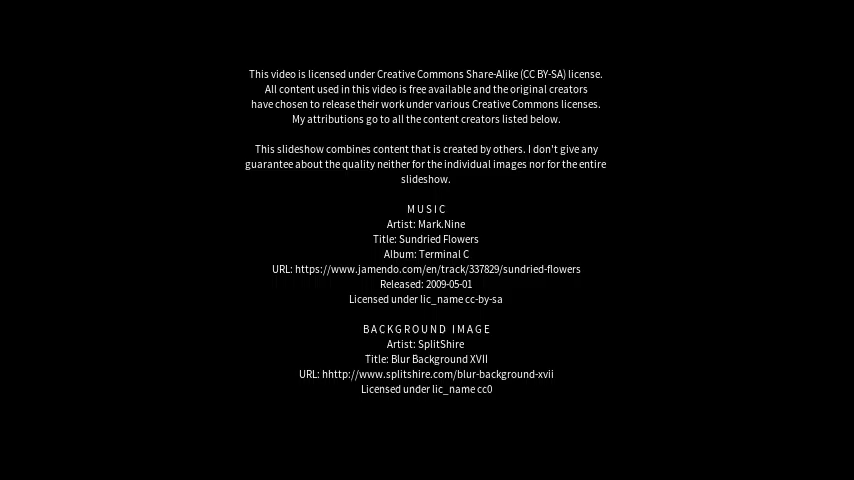 This video is licensed under Creative Commons Share-Alike (CC BY-SA) license.
All content used in this video is free available and the original creators
have chosen to release their work under various Creative Commons licenses.
My attributions go to all the content creators listed below.
This slideshow combines content that is created by others. I don't give any
guarantee about the quality neither for the individual images nor for the entire
slideshow.
MUSIC
Artist: Mark.Nine
Title: Sundried Flowers
Album: Terminal C
URL: https://www.jamendo.com/en/track/337829/sundried-flowers
Released: 2009-05-01
Licensed under lic_name cc-by-sa
BACKGROUND IMAGE
Artist: SplitShire
Title: Blur Background XVII
URL: hhttp://www.splitshire.com/blur-background-xvii
Licensed under lic_name cc0